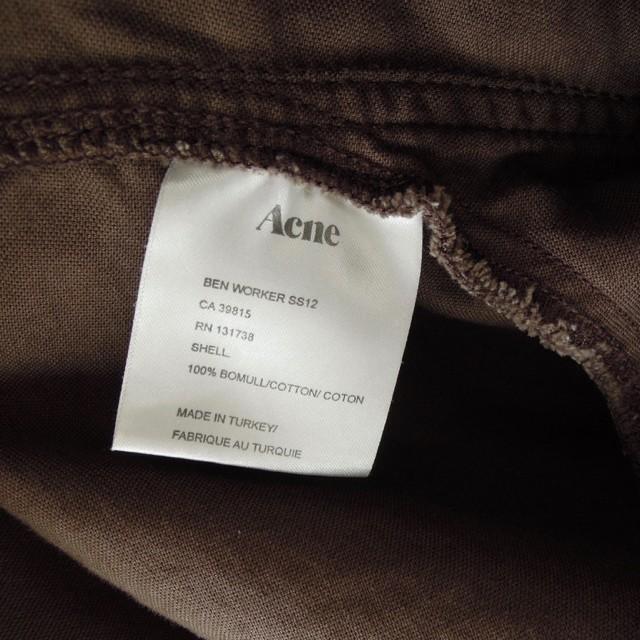 Acne
BEN WORKER SS12
CA 39815
RN 131738
SHELL.
100% BOMULL/COTTON/ COTON
MADE IN TURKEY/
FABRIQUE AU TURQUIE